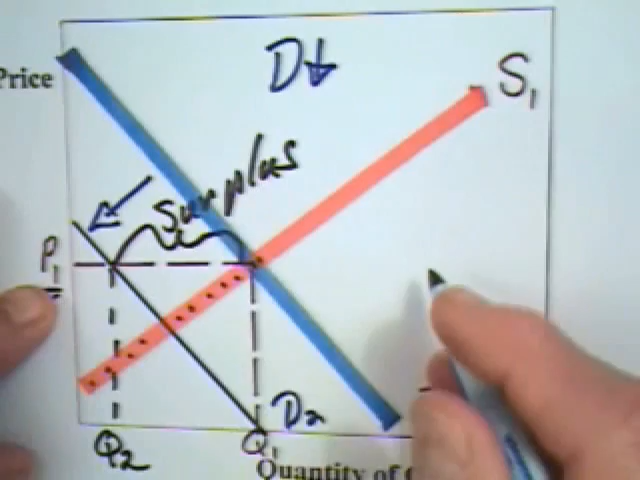 D↓
Price
S1
Surplus
P1
D2
Q2
Q1
Quantity of